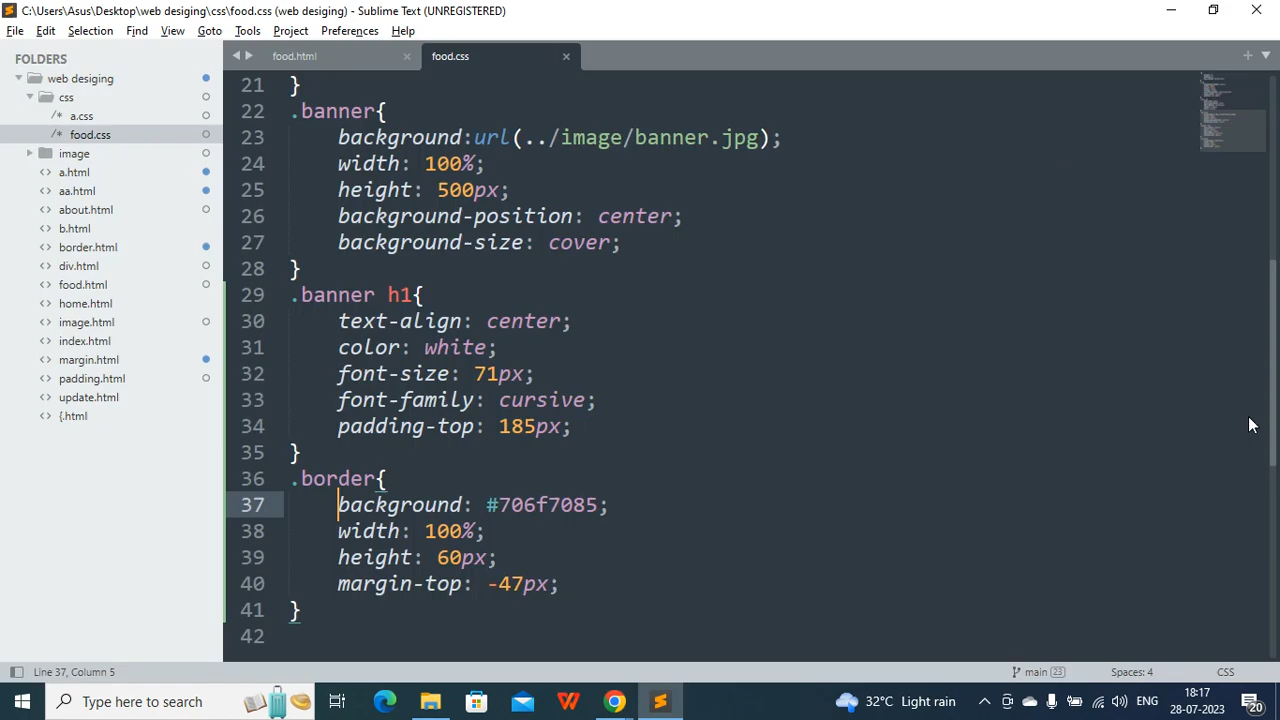 C:\Users\Asus\Desktop\web desiging\css\food.css (web desiging) - Sublime Text (UNREGISTERED)
File Edit Selection Find View Goto Tools Project Preferences Help
FOLDERS
web desiging
css
/* a.css
/* food.css
image
<> a.html
<> aa.html
<> about.html
<> b.html
<> border.html
<> div.html
<> food.html
<> home.html
<> image.html
<> index.html
<> margin.html
<> padding.html
<> update.html
<> {.html
food.html food.css
21 }
22 .banner{
23     background:url(../image/banner.jpg);
24     width: 100%;
25     height: 500px;
26     background-position: center;
27     background-size: cover;
28 }
29 .banner h1{
30     text-align: center;
31     color: white;
32     font-size: 71px;
33     font-family: cursive;
34     padding-top: 185px;
35 }
36 .border{
37     background: #706f7085;
38     width: 100%;
39     height: 60px;
40     margin-top: -47px;
41 }
42
Line 37, Column 5 main 23 Spaces: 4 CSS
Type here to search 32°C Light rain ENG 18:17
28-07-2023 20